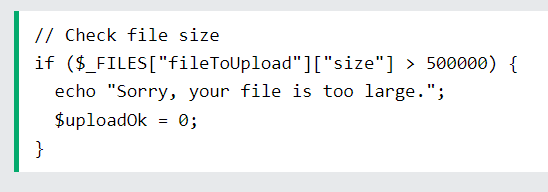 // Check file size
if ($_FILES["fileToUpload"]["size"] > 500000) {
  echo "Sorry, your file is too large.";
  $uploadOk = 0;
}